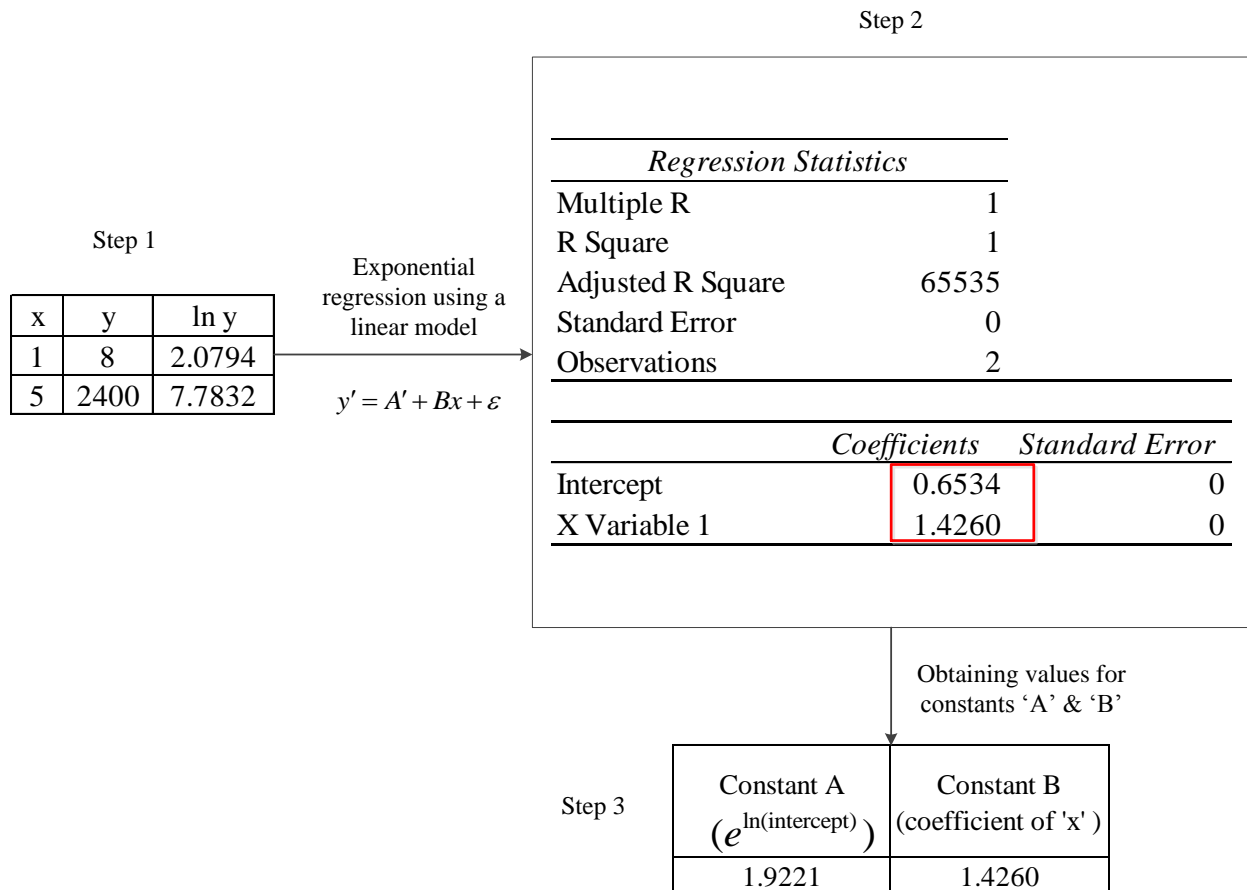 Step 2
Regression Statistics
Multiple R 1
R Square 1
Adjusted R Square 65535
Standard Error 0
Observations 2
Coefficients Standard Error
Intercept 0.6534 0
X Variable 1 1.4260 0
Step 1
x y ln y
1 8 2.0794
5 2400 7.7832
Exponential
regression using a
linear model
y′ = A′ + Bx + ε
Obtaining values for
constants ‘A’ & ‘B’
Step 3
Constant A
(e^ln(intercept))
Constant B
(coefficient of 'x' )
1.9221 1.4260